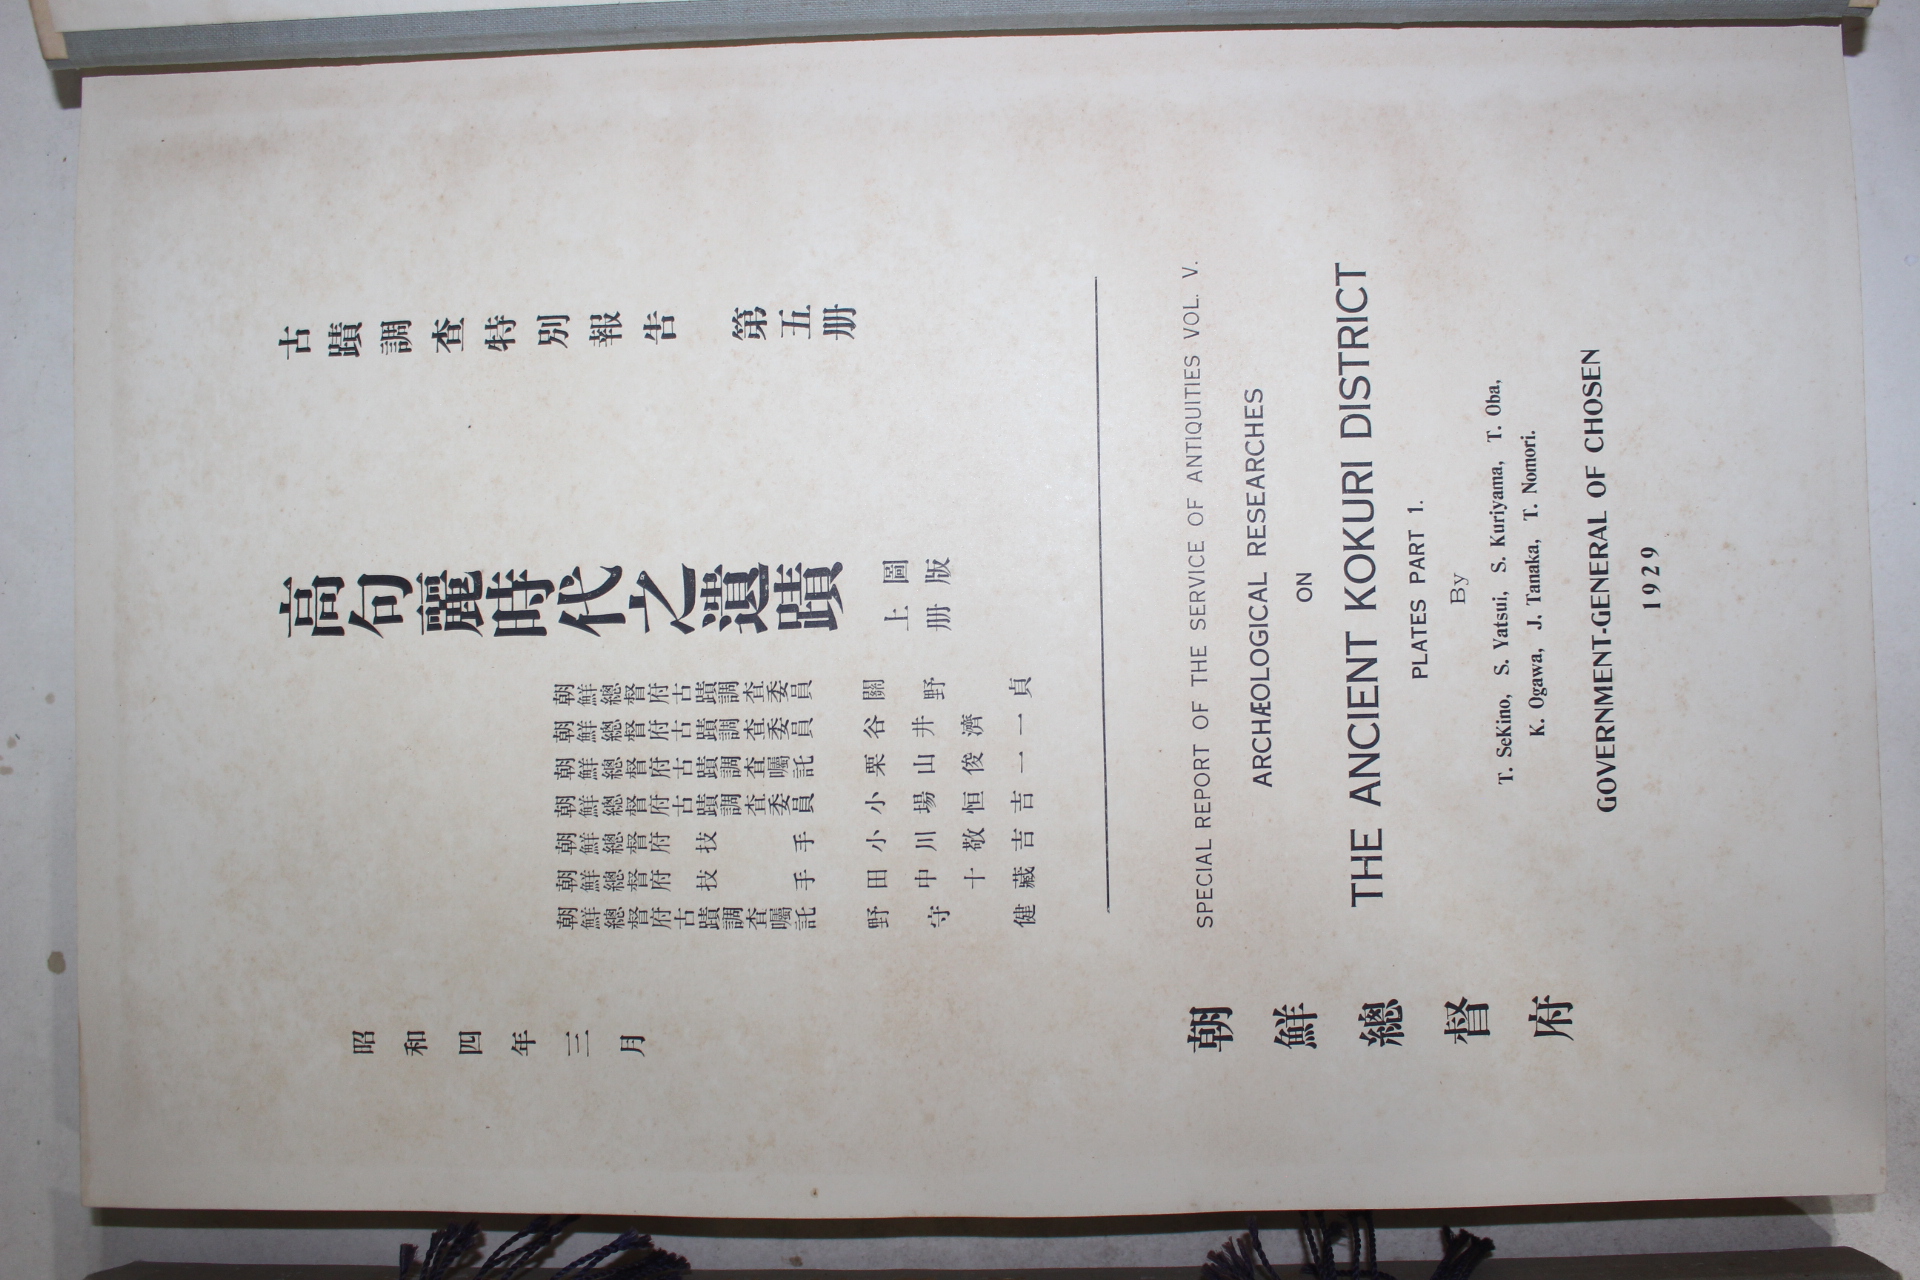 古蹟調査特別報告 第五册
高句麗時代之遺蹟
圖版
上册
朝鮮總督府古蹟調査委員 關野貞
朝鮮總督府古蹟調査委員 谷井濟一
朝鮮總督府古蹟調査囑託 栗山俊一
朝鮮總督府古蹟調査委員 小場恒吉
朝鮮總督府技手 小川敬吉
朝鮮總督府技手 田中十藏
朝鮮總督府古蹟調査囑託 野守健
昭和四年三月
SPECIAL REPORT OF THE SERVICE OF ANTIQUITIES VOL. V.
ARCHÆOLOGICAL RESEARCHES
ON
THE ANCIENT KOKURI DISTRICT
PLATES PART 1.
By
T. SeKino, S. Yatsui, S. Kuriyama, T. Oba,
K. Ogawa, J. Tanaka, T. Nomori.
GOVERNMENT-GENERAL OF CHOSEN
1929
朝鮮總督府